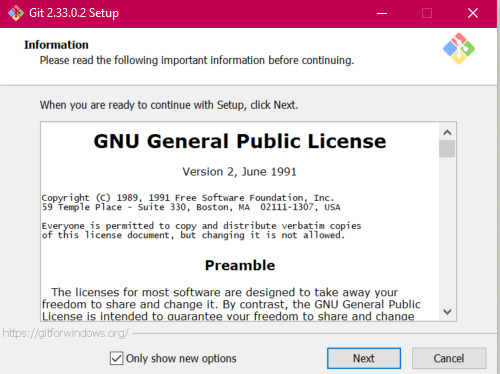 Git 2.33.0.2 Setup
Information
Please read the following important information before continuing.
When you are ready to continue with Setup, click Next.
GNU General Public License
Version 2, June 1991
Copyright (C) 1989, 1991 Free Software Foundation, Inc.
59 Temple Place - Suite 330, Boston, MA  02111-1307, USA
Everyone is permitted to copy and distribute verbatim copies
of this license document, but changing it is not allowed.
Preamble
The licenses for most software are designed to take away your
freedom to share and change it. By contrast, the GNU General Public
License is intended to guarantee your freedom to share and change
https://gitforwindows.org/
Only show new options
Next
Cancel